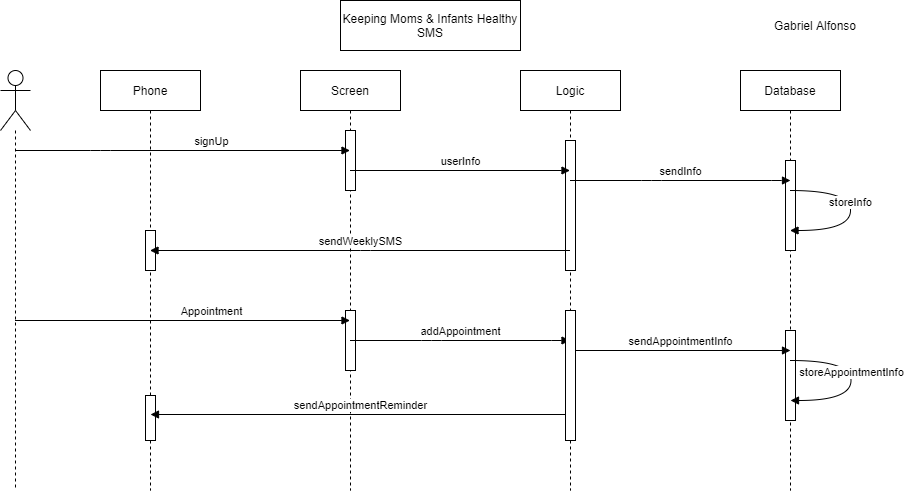 Keeping Moms & Infants Healthy
SMS
Gabriel Alfonso
Phone
Screen
Logic
Database
signUp
userInfo
sendInfo
storeInfo
sendWeeklySMS
Appointment
addAppointment
sendAppointmentInfo
storeAppointmentInfo
sendAppointmentReminder